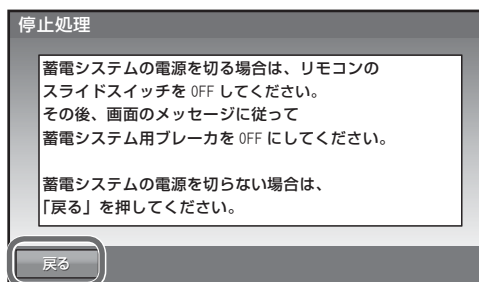 停止処理
蓄電システムの電源を切る場合は、リモコンの
スライドスイッチを OFF してください。
その後、画面のメッセージに従って
蓄電システム用ブレーカを OFF にしてください。
蓄電システムの電源を切らない場合は、
「戻る」を押してください。
戻る